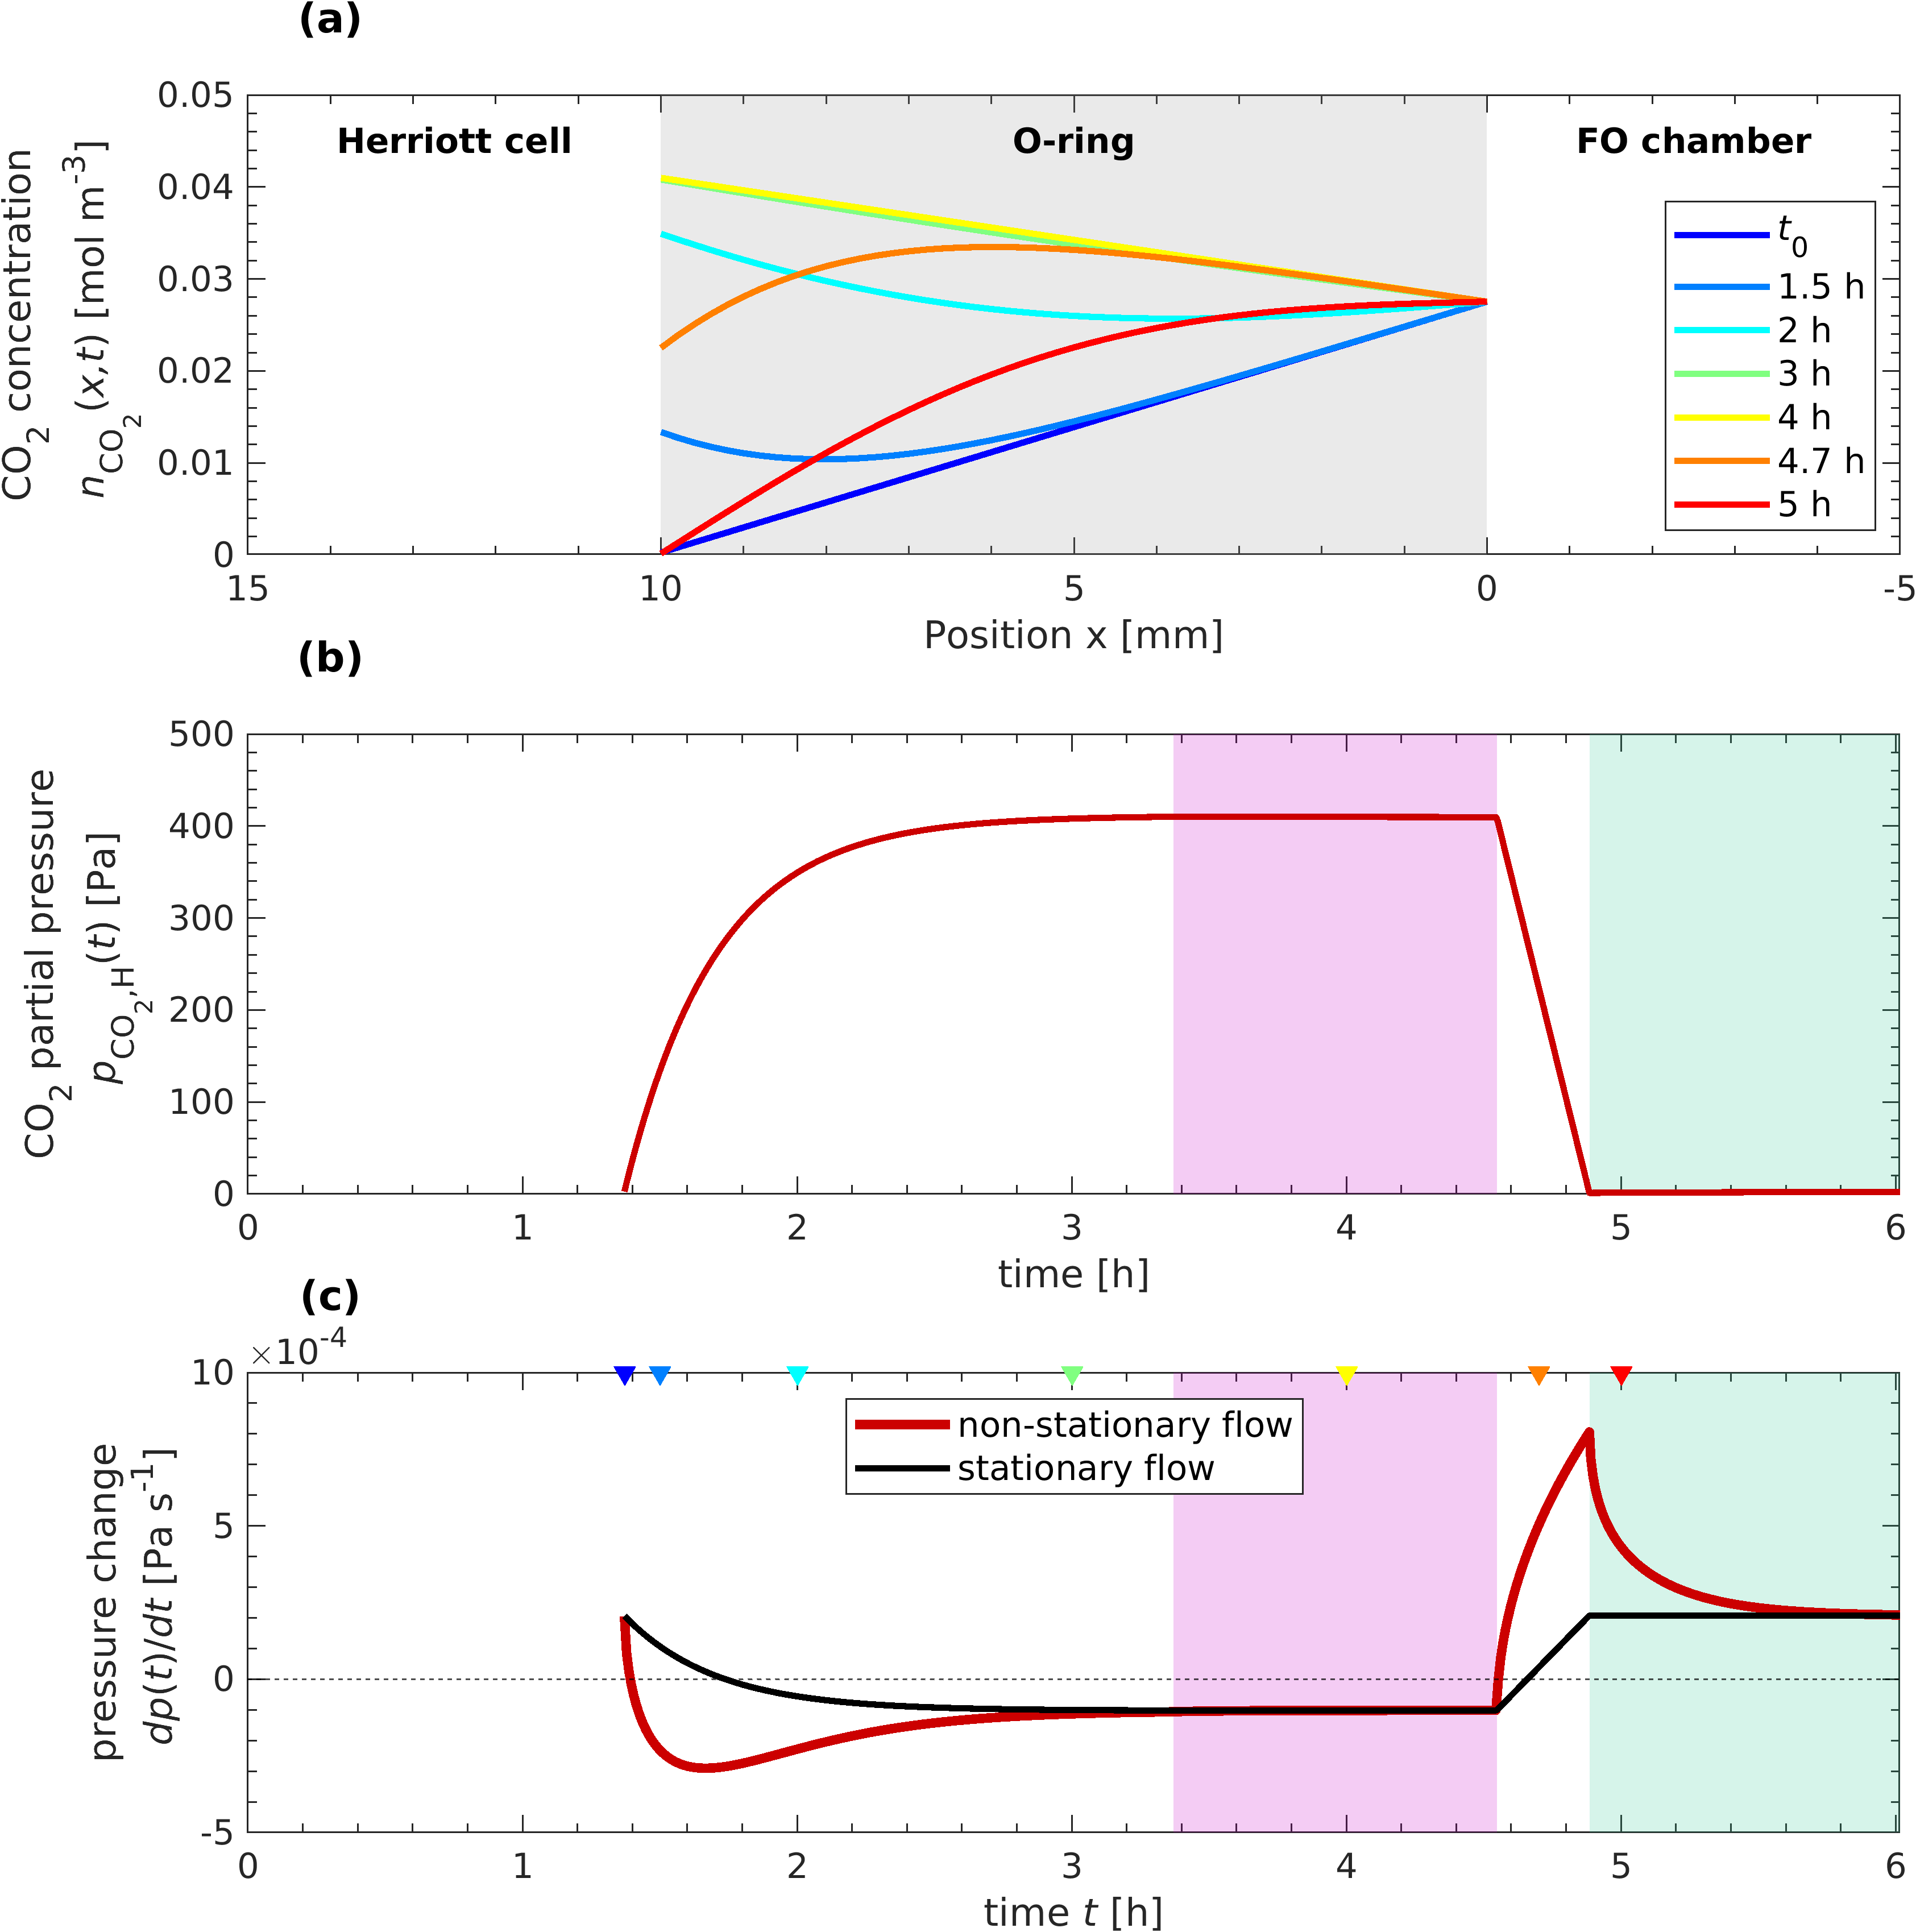 (a)
CO2 concentration
nCO2(x,t) [mol m-3]
0.05
0.04
0.03
0.02
0.01
0
Herriott cell
O-ring
FO chamber
t0
1.5 h
2 h
3 h
4 h
4.7 h
5 h
15
10
5
0
-5
Position x [mm]
(b)
CO2 partial pressure
pCO2,H(t) [Pa]
500
400
300
200
100
0
0
1
2
3
4
5
6
time [h]
(c)
×10-4
pressure change
dp(t)/dt [Pa s-1]
10
5
0
-5
non-stationary flow
stationary flow
0
1
2
3
4
5
6
time t [h]